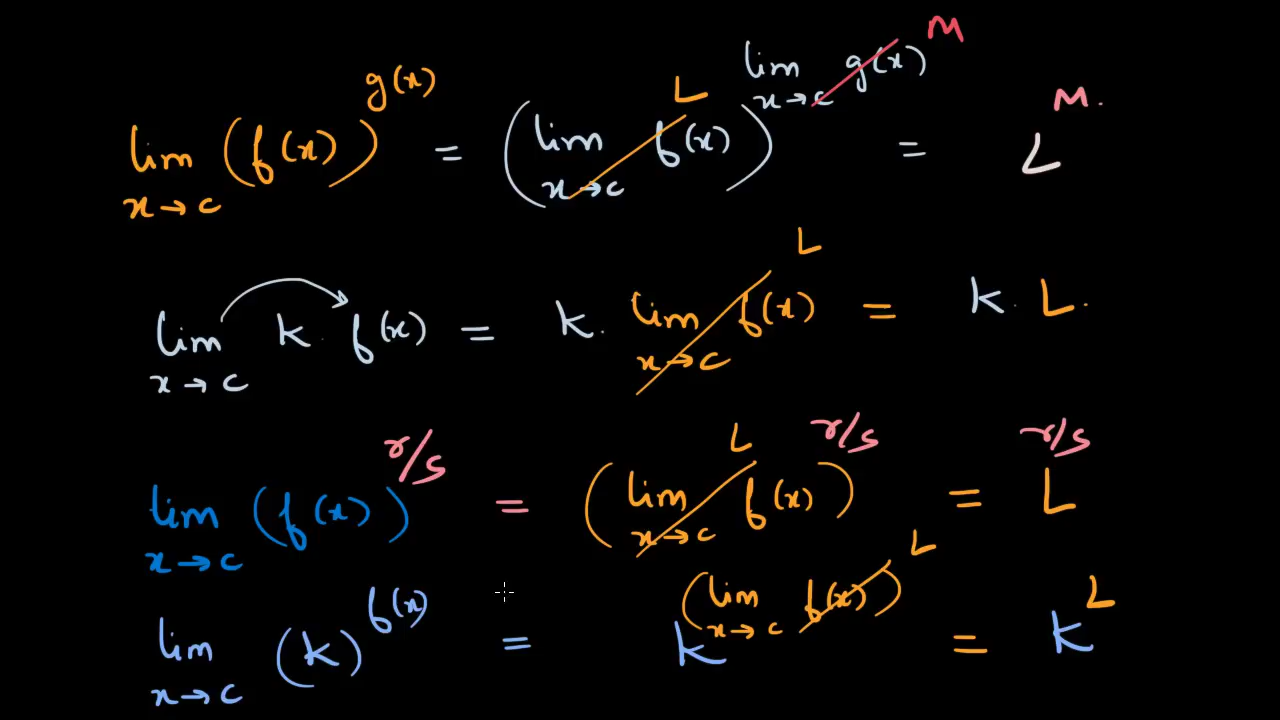 lim x→c (f(x))^g(x) = (lim x→c f(x))^lim x→c g(x) = L^M.
lim x→c k · f(x) = k · lim x→c f(x) = k · L.
lim x→c (f(x))^r/s = (lim x→c f(x))^r/s = L^r/s
lim x→c (k)^f(x) = k^(lim x→c f(x)) = k^L
L
M
L
L
L